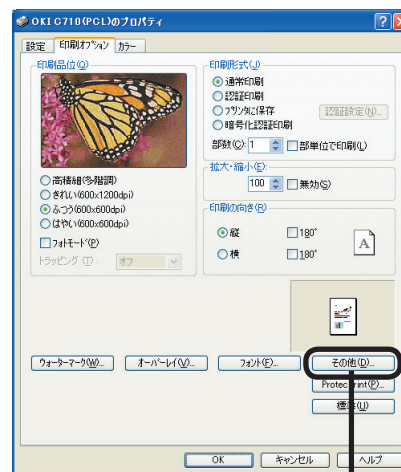 OKI C710(PCL)のプロパティ
設定 印刷オプション カラー
印刷品位(Q)
高精細(多階調)
きれい(600x1200dpi)
ふつう(600x600dpi)
はやい(600x600dpi)
フォトモード(P)
トラッピング(T): オフ
印刷形式(J)
通常印刷
認証印刷
プリンタに保存
認証設定(N)...
暗号化認証印刷
部数(C): 1 部単位で印刷(L)
拡大・縮小(E):
100 無効(S)
印刷の向き(R)
縦 180°
横 180°
A
ウォーターマーク(W)... オーバーレイ(V)... フォント(F)... その他(D)...
Protec Print(P)...
標準(U)
OK キャンセル ヘルプ